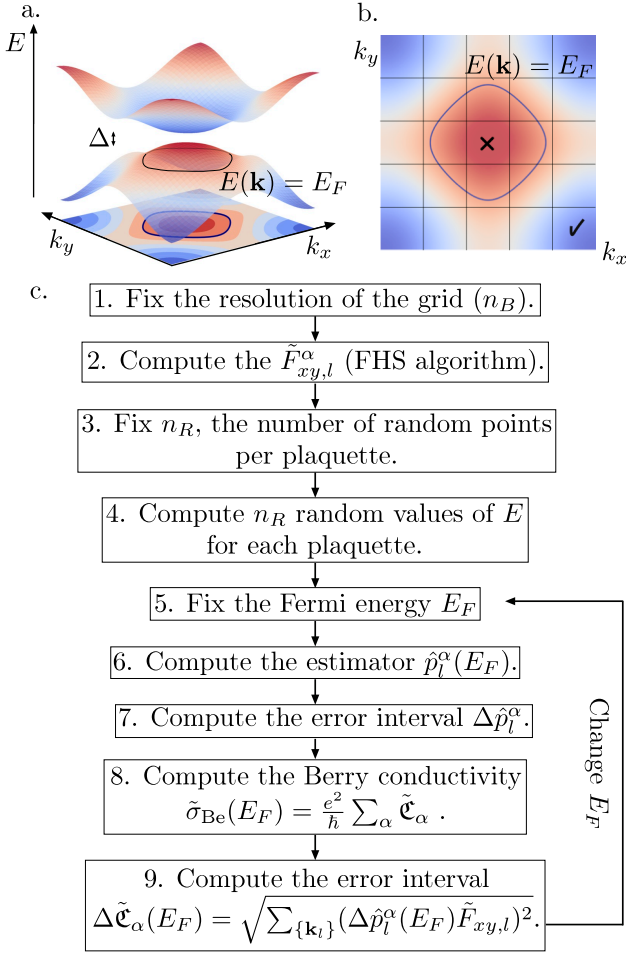 a.
E
Δ
E(𝐤) = E_F
k_y
k_x
b.
k_y
E(𝐤) = E_F
×
✓
k_x
c.
1. Fix the resolution of the grid (n_B).
2. Compute the F̃^α_{xy,l} (FHS algorithm).
3. Fix n_R, the number of random points
per plaquette.
4. Compute n_R random values of E
for each plaquette.
5. Fix the Fermi energy E_F
6. Compute the estimator p̂^α_l(E_F).
7. Compute the error interval Δp̂^α_l.
8. Compute the Berry conductivity
σ̃_Be(E_F) = e²/ħ ∑_α ℭ̃_α .
9. Compute the error interval
Δℭ̃_α(E_F) = √(∑_{{𝐤_l}}(Δp̂^α_l(E_F)F̃_{xy,l})²).
Change E_F